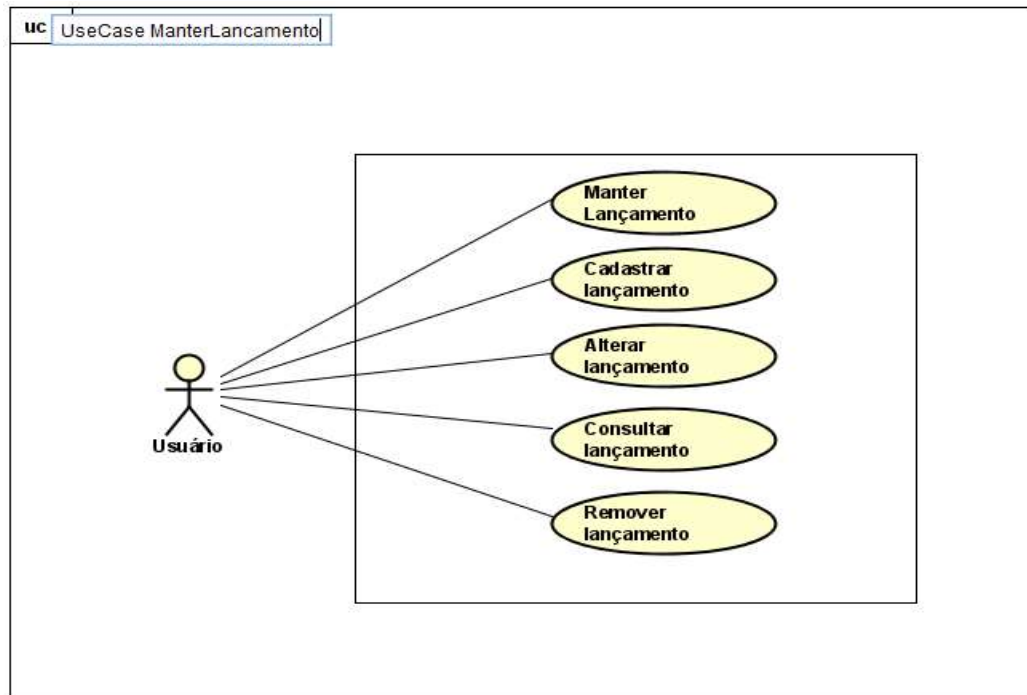 uc UseCase ManterLancamento
Manter
Lançamento
Cadastrar
lançamento
Alterar
lançamento
Consultar
lançamento
Remover
lançamento
Usuário